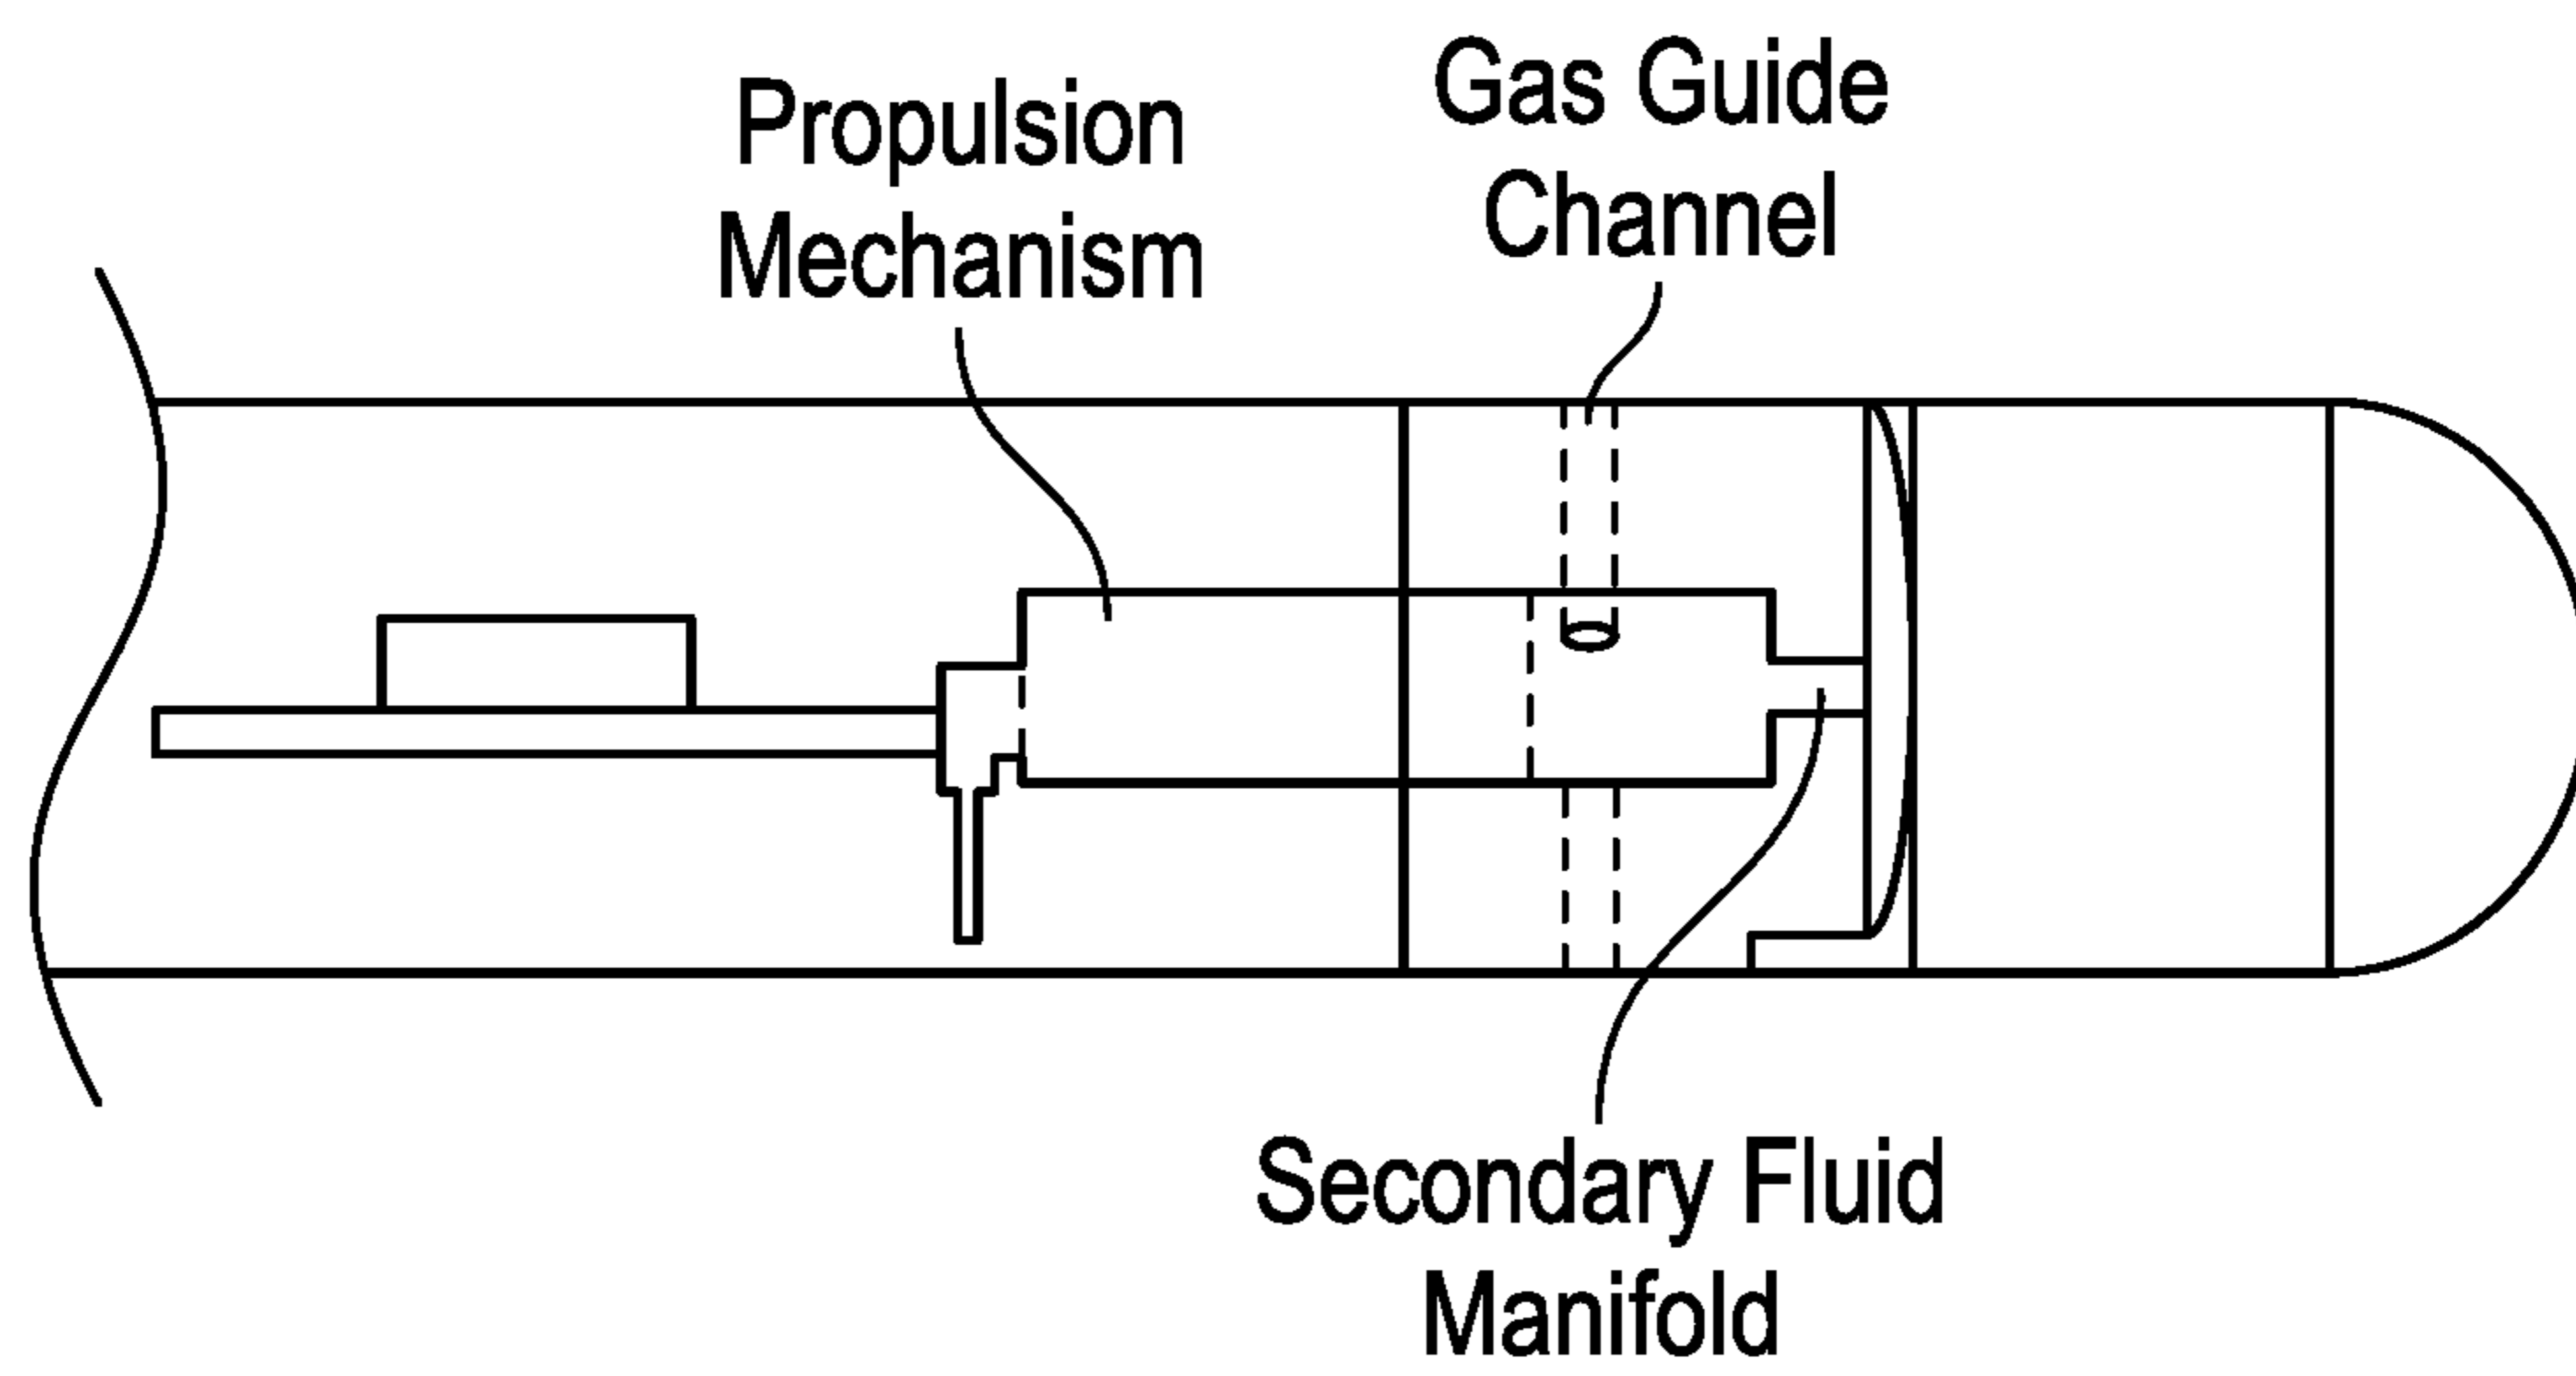 Propulsion
Mechanism
Gas Guide
Channel
Secondary Fluid
Manifold